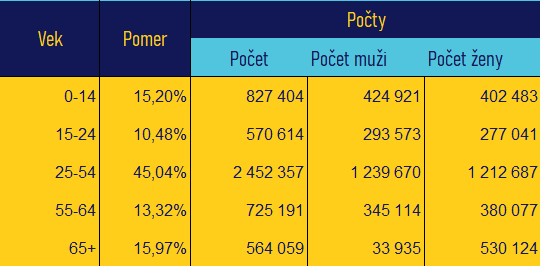 Vek Pomer Počty
Počet Počet muži Počet ženy
0-14 15,20% 827 404 424 921 402 483
15-24 10,48% 570 614 293 573 277 041
25-54 45,04% 2 452 357 1 239 670 1 212 687
55-64 13,32% 725 191 345 114 380 077
65+ 15,97% 564 059 33 935 530 124